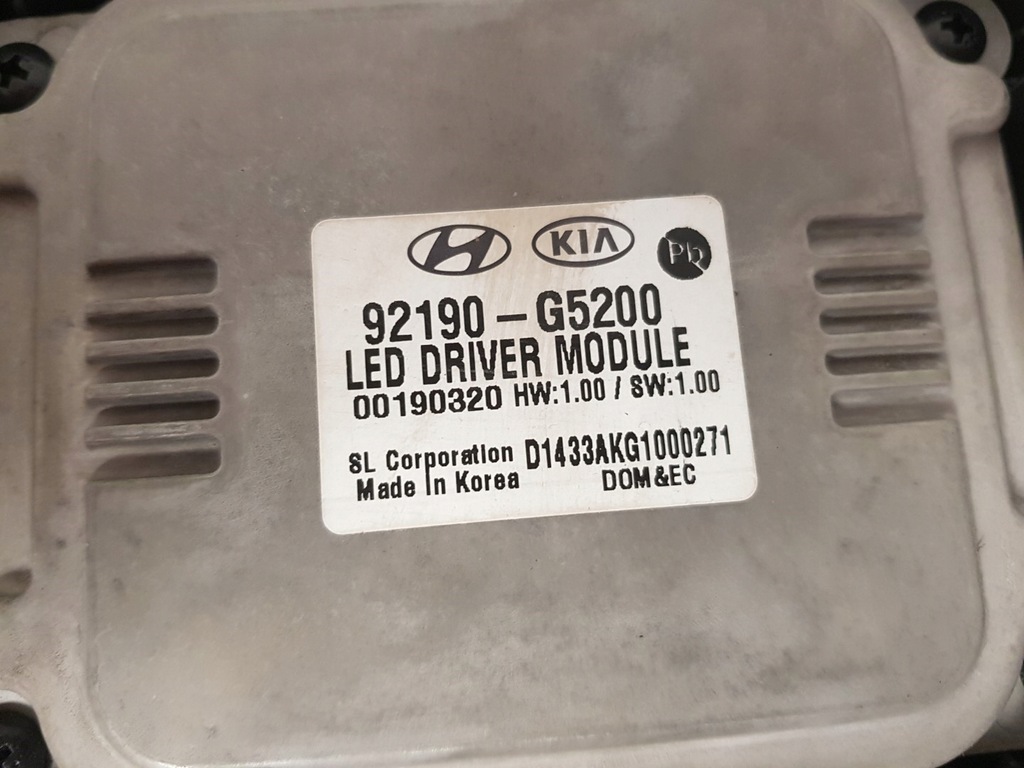 KIA Pb
92190-G5200
LED DRIVER MODULE
00190320 HW:1.00 / SW:1.00
SL Corporation D1433AKG1000271
Made In Korea DOM&EC